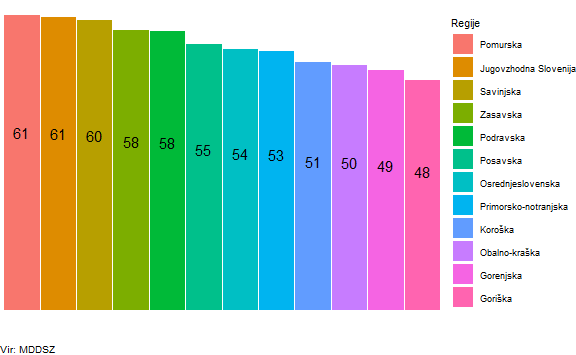 Regije
Pomurska
Jugovzhodna Slovenija
Savinjska
Zasavska
Podravska
Posavska
Osrednjeslovenska
Primorsko-notranjska
Koroška
Obalno-kraška
Gorenjska
Goriška
61
61
60
58
58
55
54
53
51
50
49
48
Vir: MDDSZ